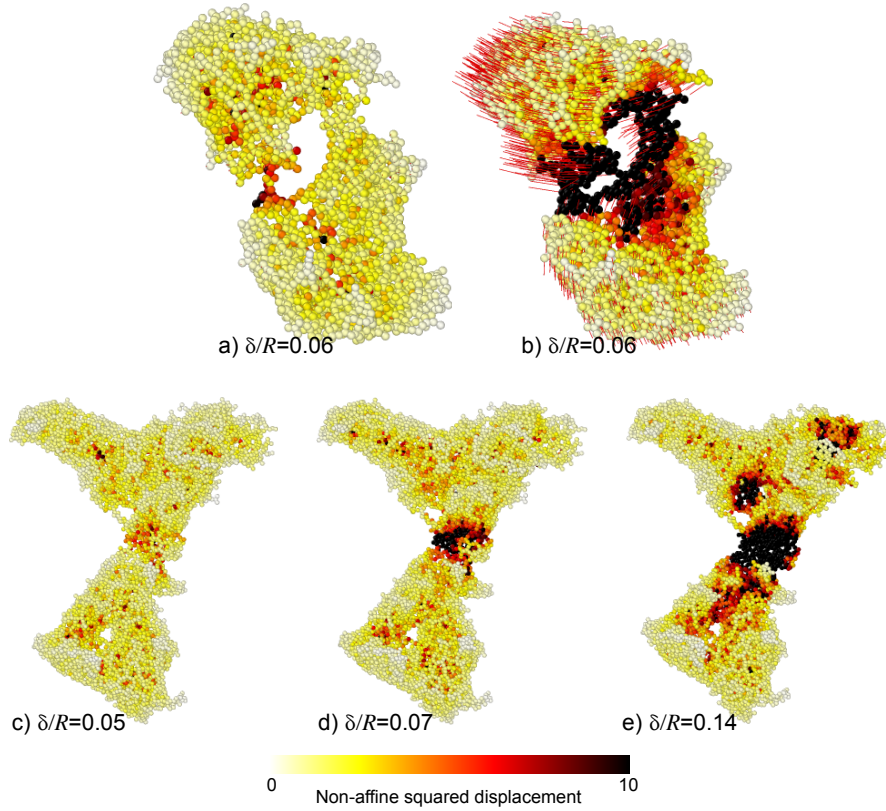 a) δ/R=0.06
b) δ/R=0.06
c) δ/R=0.05
d) δ/R=0.07
e) δ/R=0.14
0
10
Non-affine squared displacement